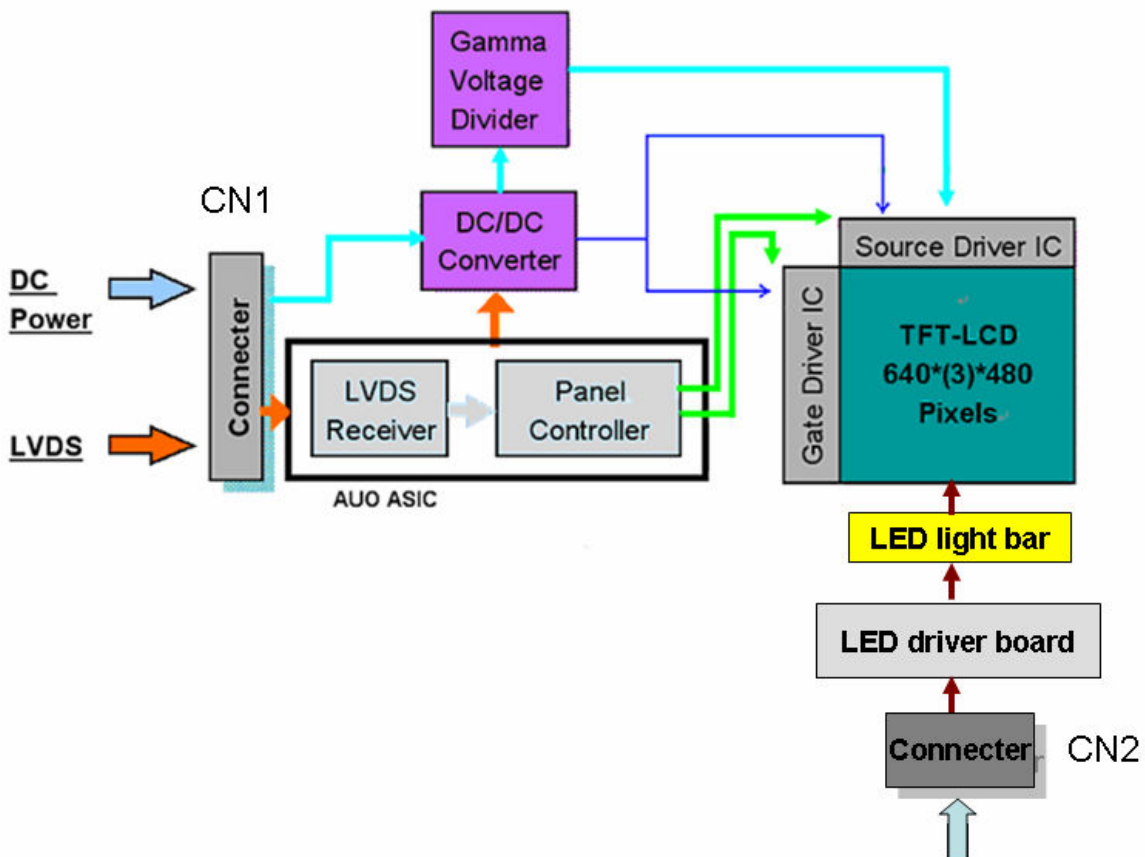 Gamma
Voltage
Divider
CN1
DC/DC
Converter
Source Driver IC
DC
Power
Connecter
Gate Driver IC
TFT-LCD
640*(3)*480
Pixels
LVDS
Receiver
Panel
Controller
LVDS
AUO ASIC
LED light bar
LED driver board
Connecter
CN2